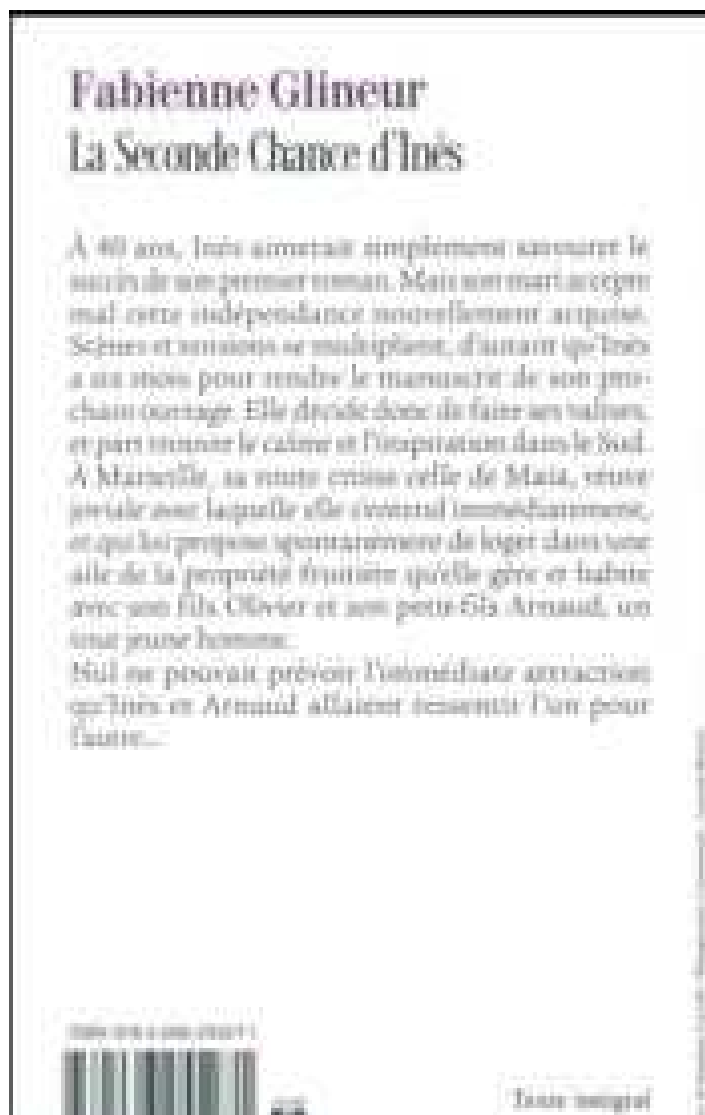 Fabienne Glineur
La Seconde Chance d'Inès
À 40 ans, Inès aimerait simplement savourer le
succès de son premier roman. Mais son mari accepte
mal cette indépendance nouvellement acquise.
Scènes et tensions se multiplient, d'autant qu'Inès
a six mois pour rendre le manuscrit de son pro-
chain ouvrage. Elle décide donc de faire ses valises,
et part trouver le calme et l'inspiration dans le Sud.
À Marseille, sa route croise celle de Maïa, veuve
joviale avec laquelle elle s'entend immédiatement,
et qui lui propose spontanément de loger dans une
aile de la propriété fruitière qu'elle gère et habite
avec son fils Olivier et son petit-fils Arnaud, un
tout jeune homme.
Nul ne pouvait prévoir l'immédiate attraction
qu'Inès et Arnaud allaient ressentir l'un pour
l'autre...
Texte intégral